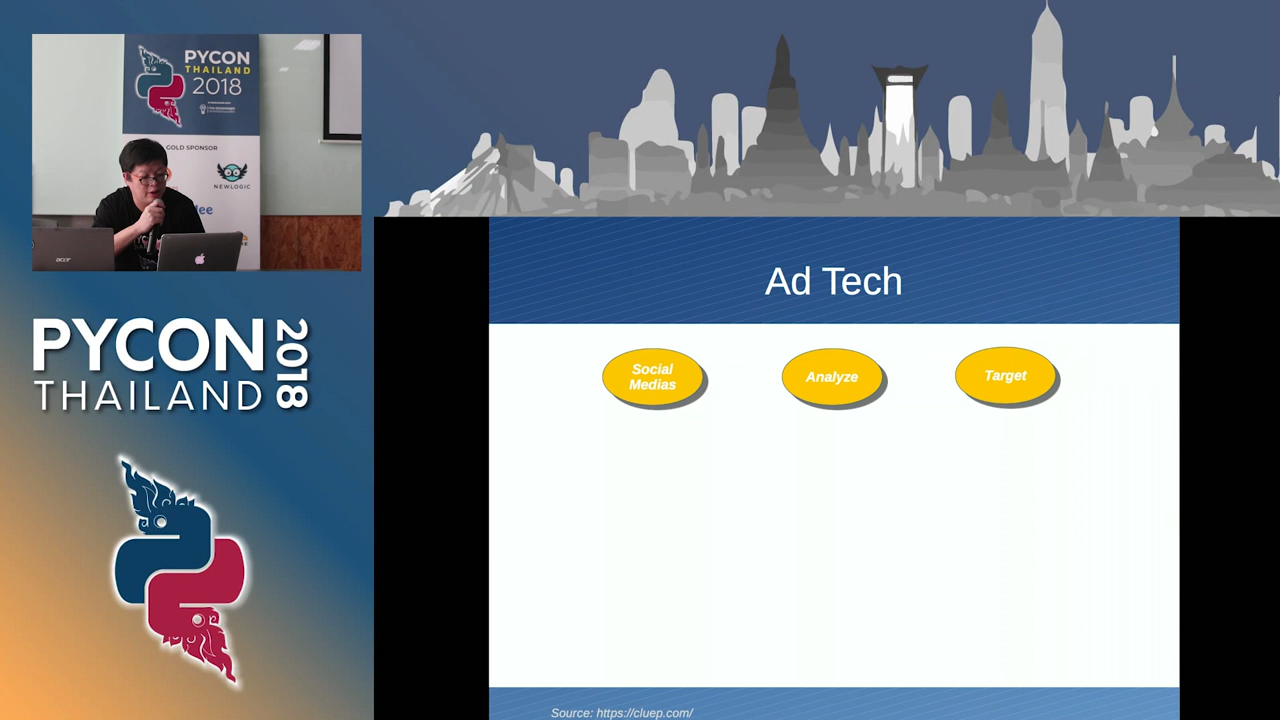 PYCON
THAILAND
2018
GOLD SPONSOR
NEWLOGIC
acer
PYCON
THAILAND
2018
Ad Tech
Social
Medias
Analyze
Target
Source: https://cluep.com/